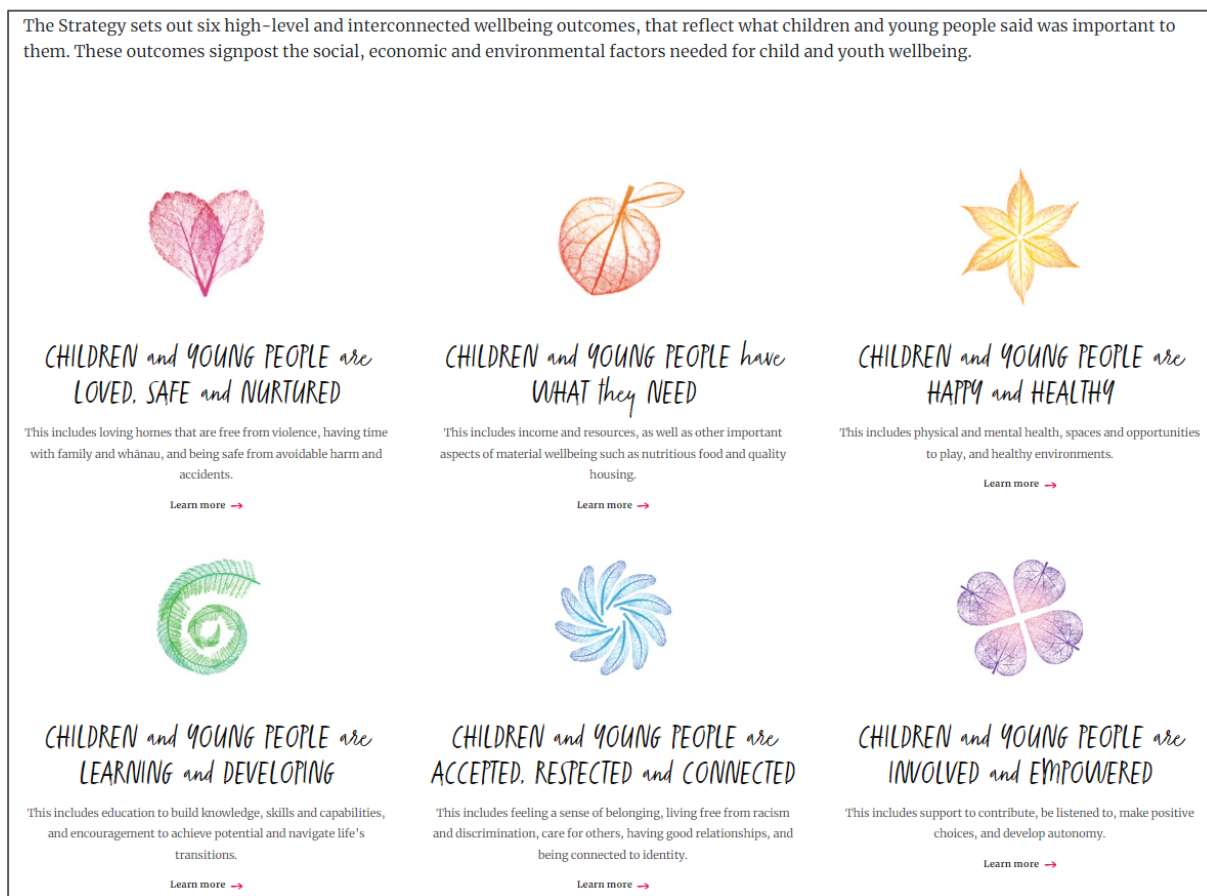 The Strategy sets out six high-level and interconnected wellbeing outcomes, that reflect what children and young people said was important to
them. These outcomes signpost the social, economic and environmental factors needed for child and youth wellbeing.
CHILDREN and YOUNG PEOPLE are
LOVED, SAFE and NURTURED
This includes loving homes that are free from violence, having time
with family and whānau, and being safe from avoidable harm and
accidents.
Learn more →
CHILDREN and YOUNG PEOPLE have
WHAT they NEED
This includes income and resources, as well as other important
aspects of material wellbeing such as nutritious food and quality
housing.
Learn more →
CHILDREN and YOUNG PEOPLE are
HAPPY and HEALTHY
This includes physical and mental health, spaces and opportunities
to play, and healthy environments.
Learn more →
CHILDREN and YOUNG PEOPLE are
LEARNING and DEVELOPING
This includes education to build knowledge, skills and capabilities,
and encouragement to achieve potential and navigate life's
transitions.
Learn more →
CHILDREN and YOUNG PEOPLE are
ACCEPTED, RESPECTED and CONNECTED
This includes feeling a sense of belonging, living free from racism
and discrimination, care for others, having good relationships, and
being connected to identity.
Learn more →
CHILDREN and YOUNG PEOPLE are
INVOLVED and EMPOWERED
This includes support to contribute, be listened to, make positive
choices, and develop autonomy.
Learn more →